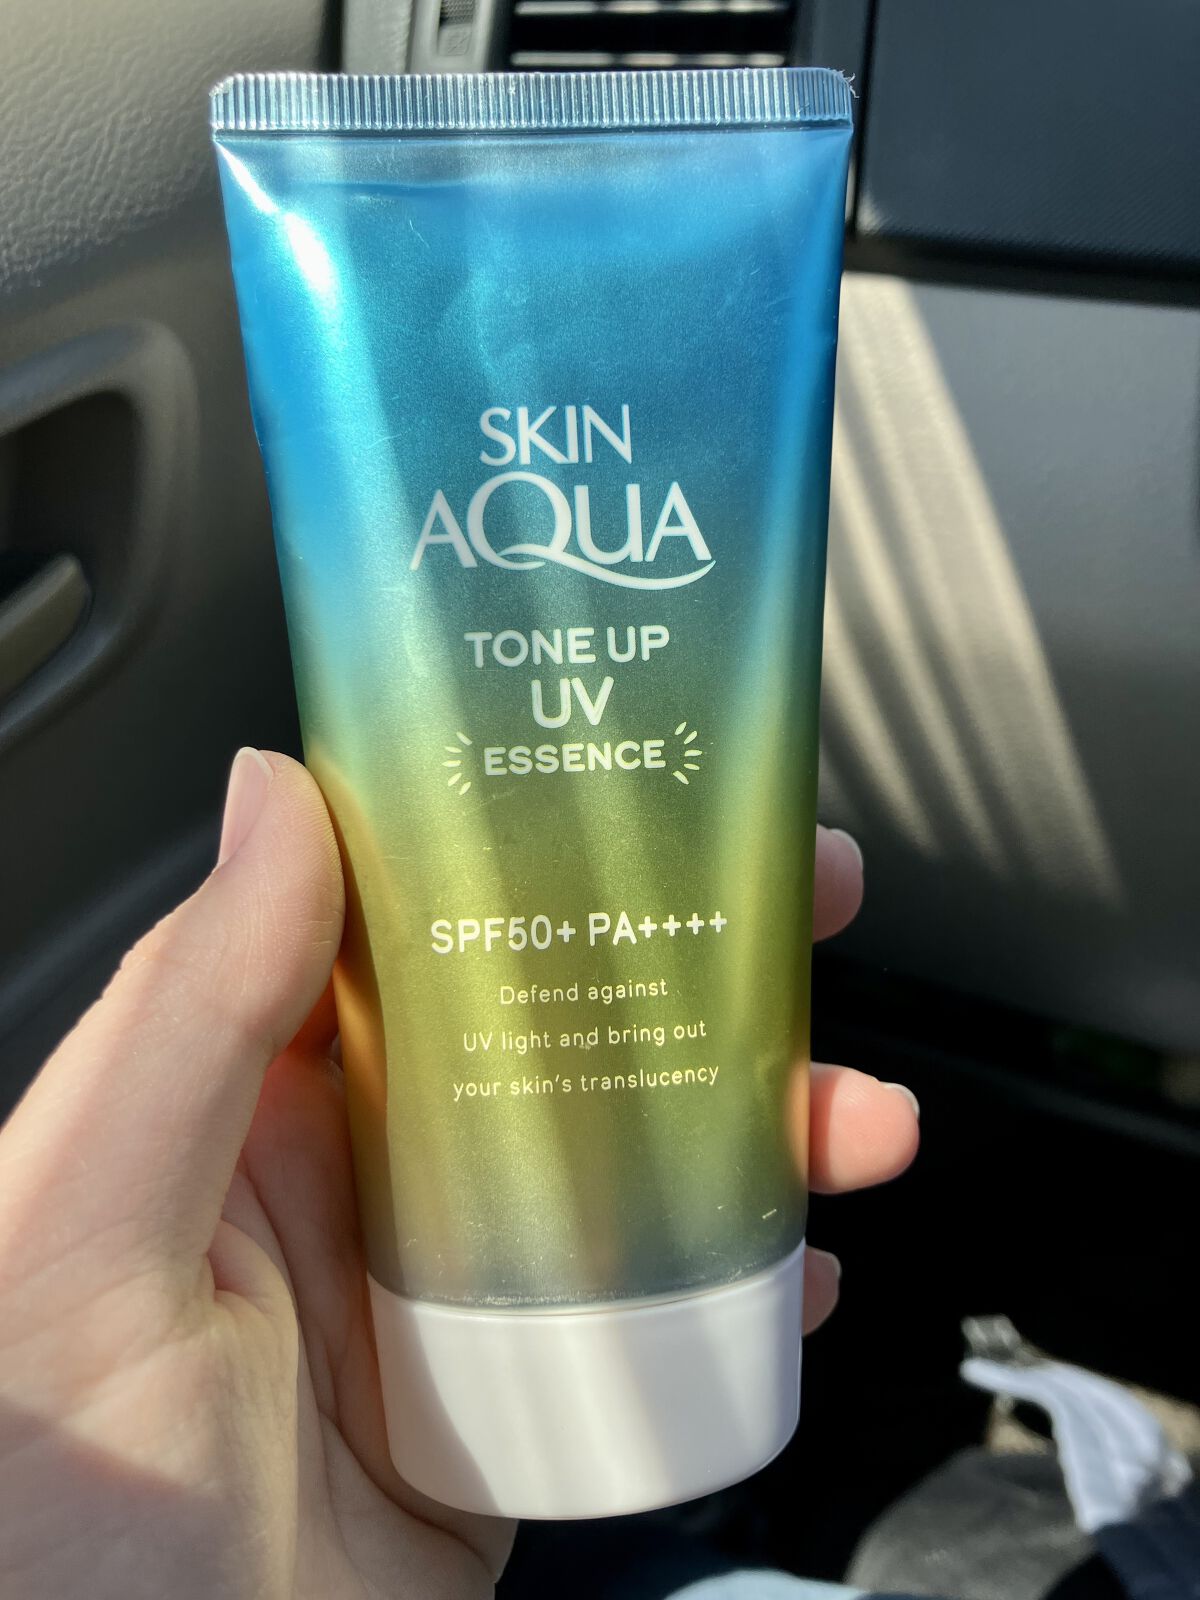 SKIN
AQUA
TONE UP
UV
ESSENCE
SPF50+ PA++++
Defend against
UV light and bring out
your skin's translucency